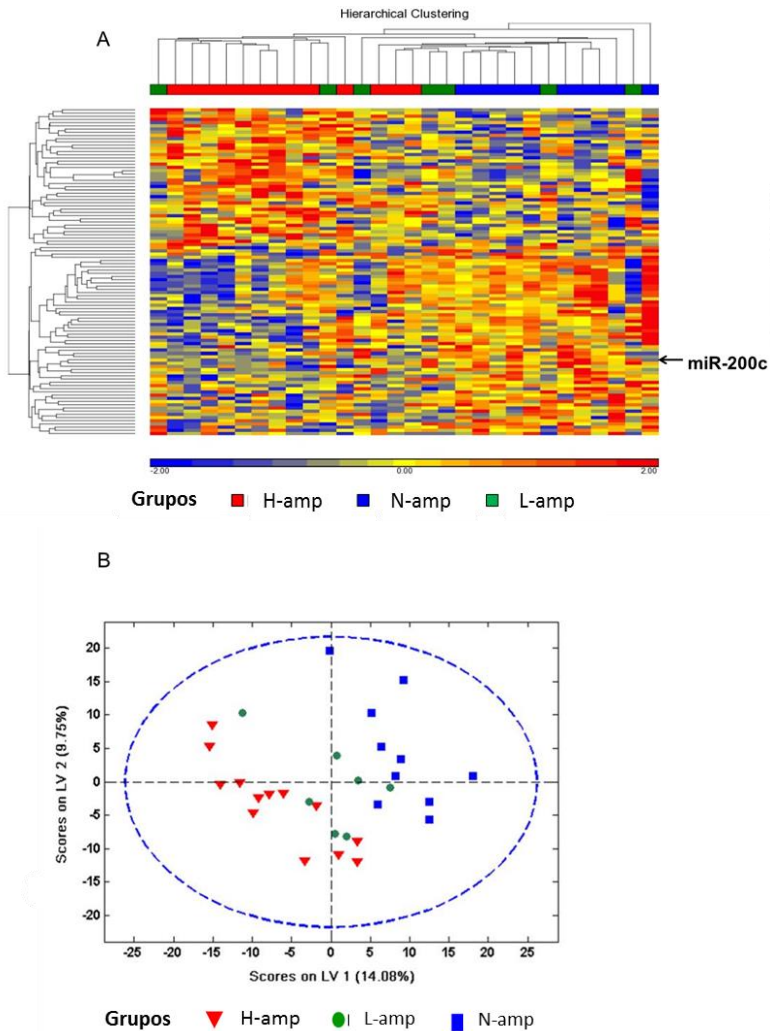 Hierarchical Clustering
A
miR-200c
-2.00 0.00 2.00
Grupos H-amp N-amp L-amp
B
Scores on LV 2 (9.75%)
20
15
10
5
0
-5
-10
-15
-20
-25 -20 -15 -10 -5 0 5 10 15 20 25
Scores on LV 1 (14.08%)
Grupos H-amp L-amp N-amp